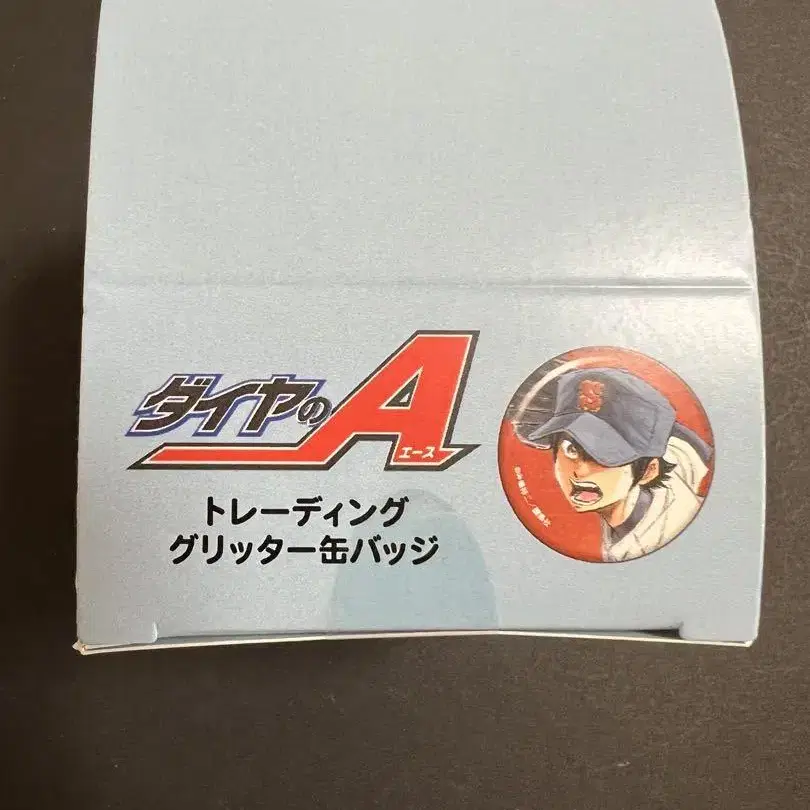 ダイヤのA
エース
トレーディング
グリッター缶バッジ